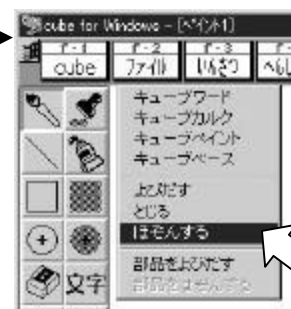 cube for Windows - [ペイント1]
f・1 f・2 f・3 f・
cube ファイル いんさつ
キューブワード
キューブカルク
キューブペイント
キューブベース
よびだす
とじる
ほぞんする
部品をよびだす
部品をほぞんする
文字